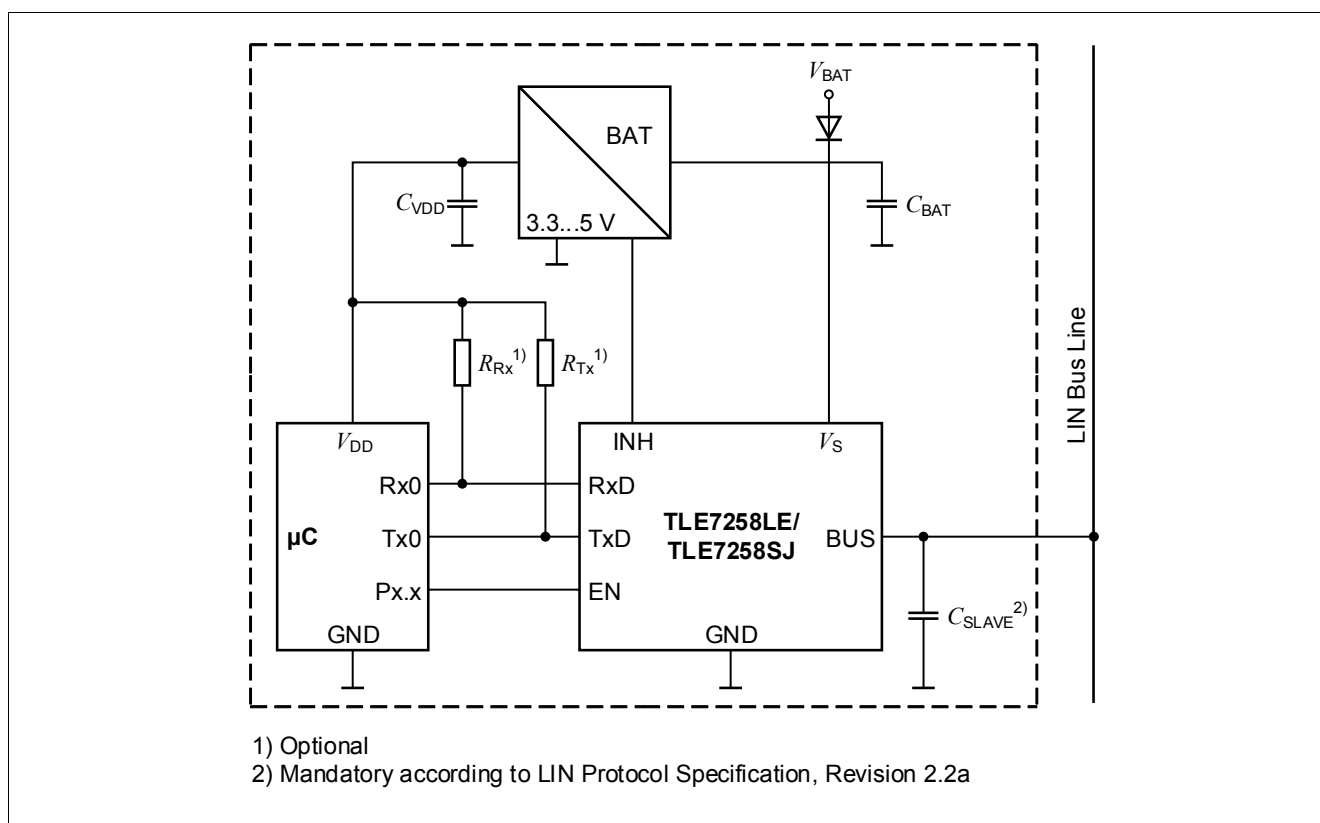 V_BAT
BAT
3.3...5 V
C_VDD
C_BAT
R_Rx 1)
R_Tx 1)
LIN Bus Line
V_DD
INH
V_S
Rx0
RxD
µC
Tx0
TxD
TLE7258LE/
TLE7258SJ
BUS
Px.x
EN
C_SLAVE 2)
GND
GND
1) Optional
2) Mandatory according to LIN Protocol Specification, Revision 2.2a